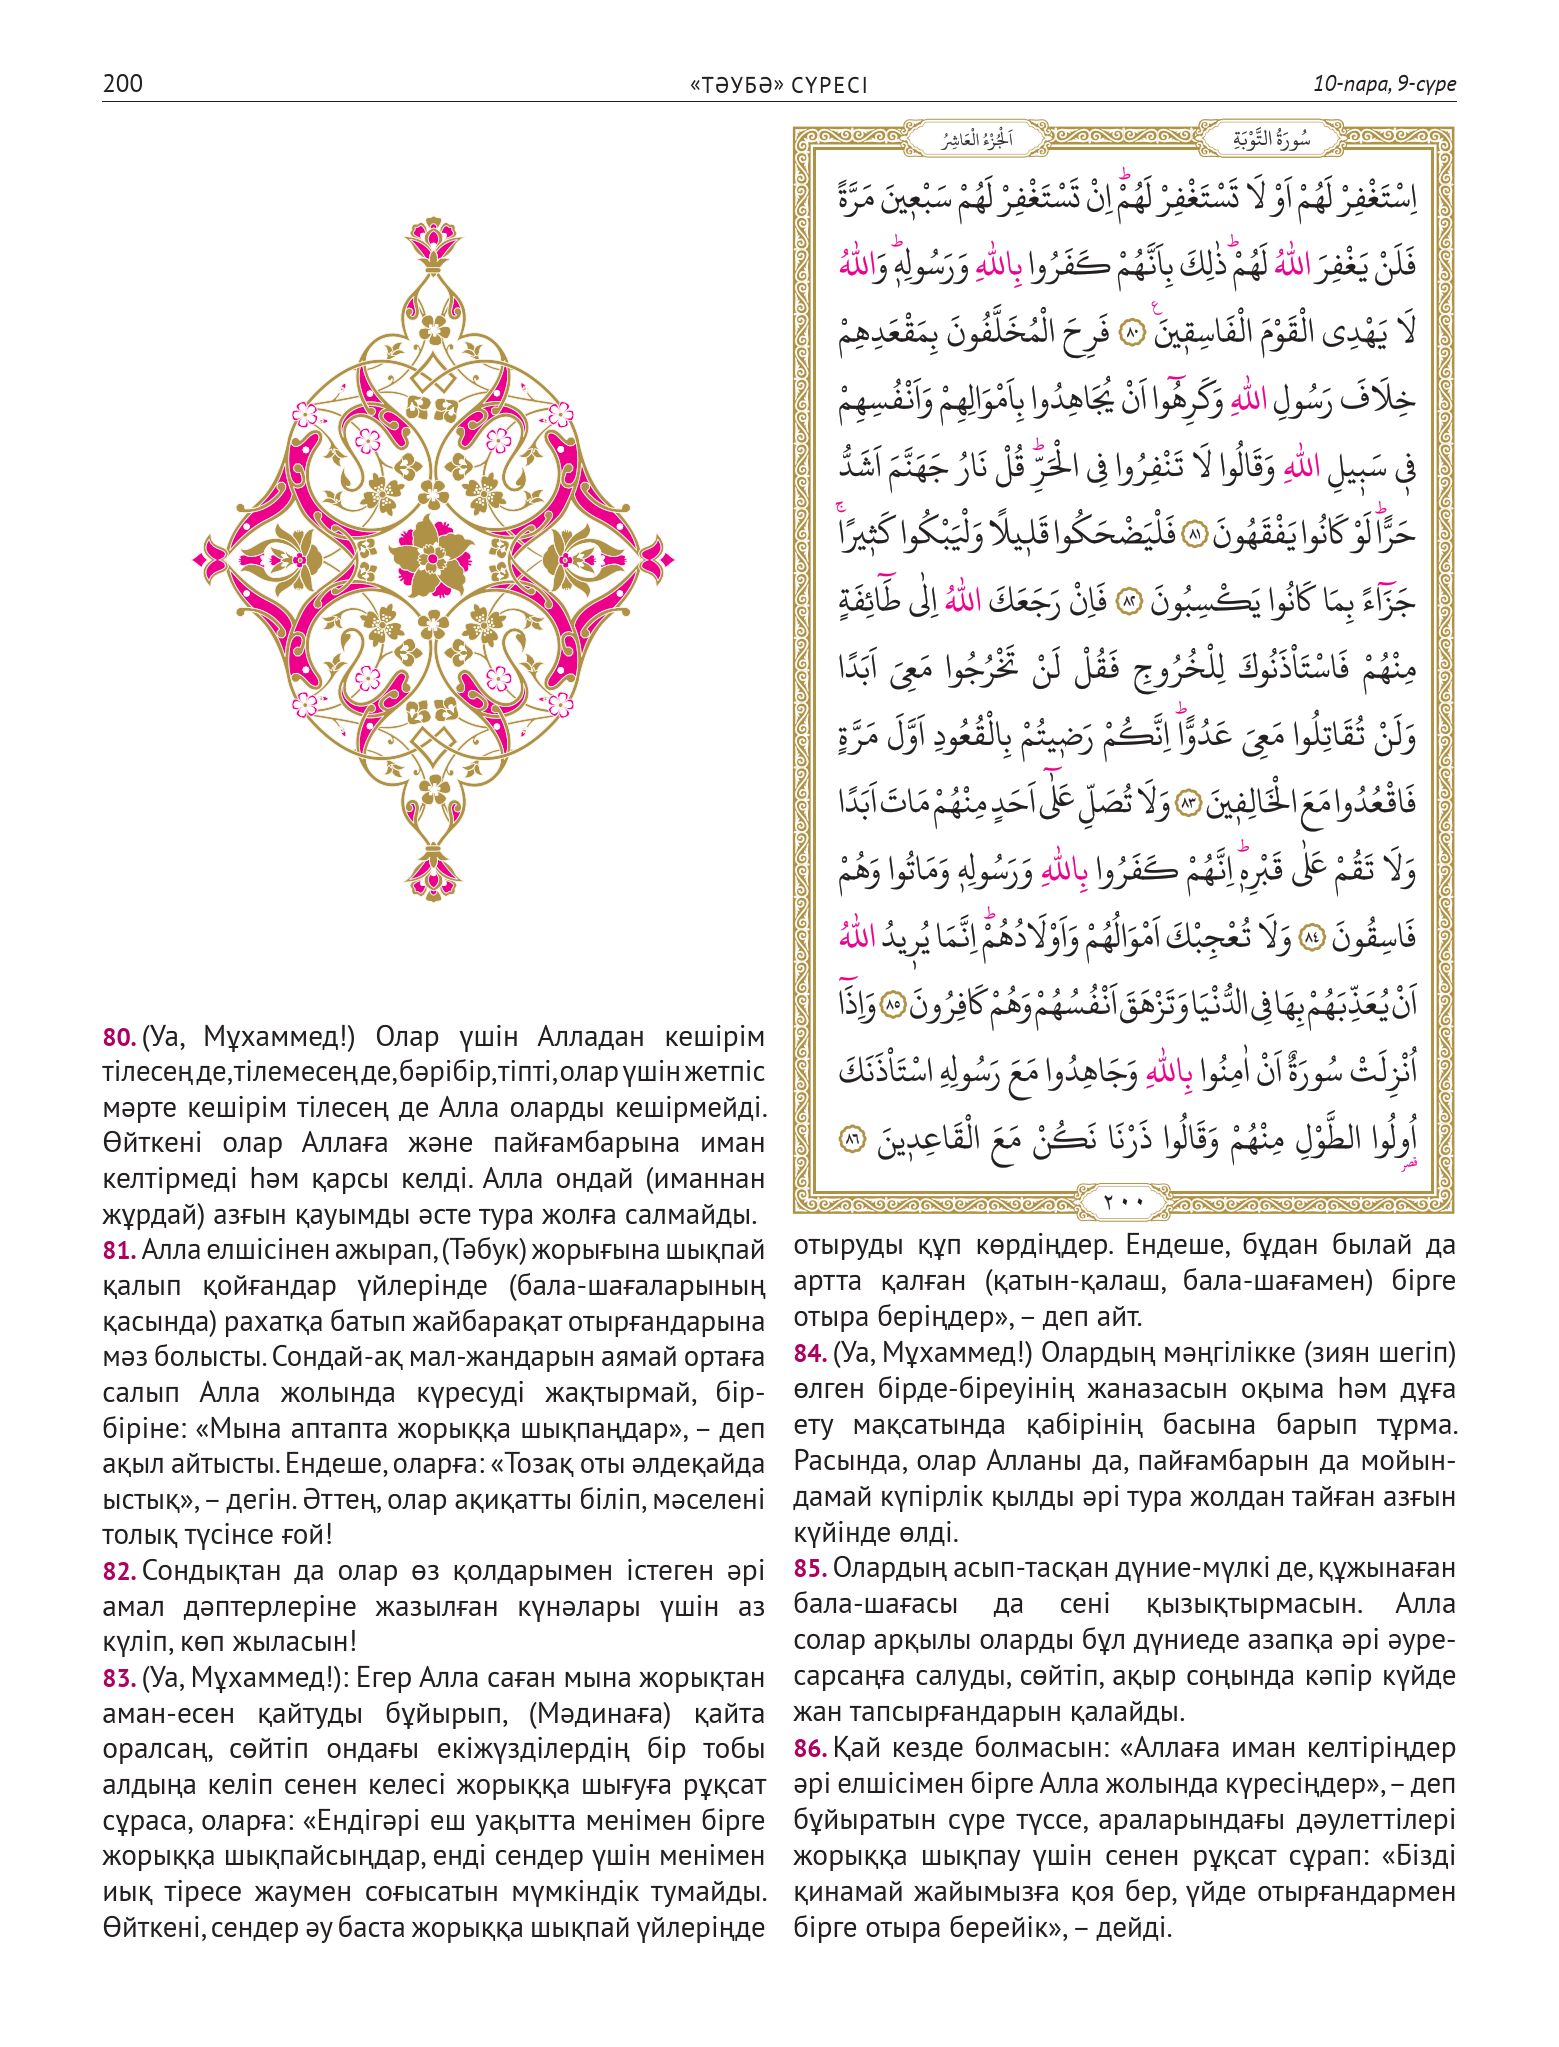 200
«ТӘУБӘ» СҮРЕСІ
10-пара, 9-сүре
سُورَةُ التَّوْبَةِ
اَلْجُزْءُ الْعَاشِرُ
اِسْتَغْفِرْ لَهُمْ اَوْ لَا تَسْتَغْفِرْ لَهُمْۜ اِنْ تَسْتَغْفِرْ لَهُمْ سَبْع۪ينَ مَرَّةً
فَلَنْ يَغْفِرَ اللّٰهُ لَهُمْۜ ذٰلِكَ بِاَنَّهُمْ كَفَرُوا بِاللّٰهِ وَرَسُولِه۪ۜ وَاللّٰهُ
لَا يَهْدِى الْقَوْمَ الْفَاسِق۪ينَ ﴿٨٠﴾ فَرِحَ الْمُخَلَّفُونَ بِمَقْعَدِهِمْ
خِلَافَ رَسُولِ اللّٰهِ وَكَرِهُٓوا اَنْ يُجَاهِدُوا بِاَمْوَالِهِمْ وَاَنْفُسِهِمْ
ف۪ي سَب۪يلِ اللّٰهِ وَقَالُوا لَا تَنْفِرُوا فِى الْحَرِّۜ قُلْ نَارُ جَهَنَّمَ اَشَدُّ
حَرًّاۜ لَوْ كَانُوا يَفْقَهُونَ ﴿٨١﴾ فَلْيَضْحَكُوا قَل۪يلًا وَلْيَبْكُوا كَث۪يرًاۚ
جَزَٓاءً بِمَا كَانُوا يَكْسِبُونَ ﴿٨٢﴾ فَاِنْ رَجَعَكَ اللّٰهُ اِلٰى طَٓائِفَةٍ
مِنْهُمْ فَاسْتَأْذَنُوكَ لِلْخُرُوجِ فَقُلْ لَنْ تَخْرُجُوا مَعِيَ اَبَدًا
وَلَنْ تُقَاتِلُوا مَعِيَ عَدُوًّاۜ اِنَّكُمْ رَض۪يتُمْ بِالْقُعُودِ اَوَّلَ مَرَّةٍ
فَاقْعُدُوا مَعَ الْخَالِف۪ينَ ﴿٨٣﴾ وَلَا تُصَلِّ عَلٰٓى اَحَدٍ مِنْهُمْ مَاتَ اَبَدًا
وَلَا تَقُمْ عَلٰى قَبْرِه۪ۜ اِنَّهُمْ كَفَرُوا بِاللّٰهِ وَرَسُولِه۪ وَمَاتُوا وَهُمْ
فَاسِقُونَ ﴿٨٤﴾ وَلَا تُعْجِبْكَ اَمْوَالُهُمْ وَاَوْلَادُهُمْۜ اِنَّمَا يُر۪يدُ اللّٰهُ
اَنْ يُعَذِّبَهُمْ بِهَا فِى الدُّنْيَا وَتَزْهَقَ اَنْفُسُهُمْ وَهُمْ كَافِرُونَ ﴿٨٥﴾ وَاِذَٓا
اُنْزِلَتْ سُورَةٌ اَنْ اٰمِنُوا بِاللّٰهِ وَجَاهِدُوا مَعَ رَسُولِهِ اسْتَأْذَنَكَ
اُولُوا الطَّوْلِ مِنْهُمْ وَقَالُوا ذَرْنَا نَكُنْ مَعَ الْقَاعِد۪ينَ ﴿٨٦﴾
قصر
٢٠٠
80. (Уа, Мұхаммед!) Олар үшін Алладан кешірім
тілесең де, тілемесең де, бәрібір, тіпті, олар үшін жетпіс
мәрте кешірім тілесең де Алла оларды кешірмейді.
Өйткені олар Аллаға және пайғамбарына иман
келтірмеді һәм қарсы келді. Алла ондай (иманнан
жұрдай) азғын қауымды әсте тура жолға салмайды.
81. Алла елшісінен ажырап, (Тәбук) жорығына шықпай
қалып қойғандар үйлерінде (бала-шағаларының
қасында) рахатқа батып жайбарақат отырғандарына
мәз болысты. Сондай-ақ мал-жандарын аямай ортаға
салып Алла жолында күресуді жақтырмай, бір-
біріне: «Мына аптапта жорыққа шықпаңдар», – деп
ақыл айтысты. Ендеше, оларға: «Тозақ оты әлдеқайда
ыстық», – дегін. Әттең, олар ақиқатты біліп, мәселені
толық түсінсе ғой!
82. Сондықтан да олар өз қолдарымен істеген әрі
амал дәптерлеріне жазылған күнәлары үшін аз
күліп, көп жыласын!
83. (Уа, Мұхаммед!): Егер Алла саған мына жорықтан
аман-есен қайтуды бұйырып, (Мәдинаға) қайта
оралсаң, сөйтіп ондағы екіжүзділердің бір тобы
алдыңа келіп сенен келесі жорыққа шығуға рұқсат
сұраса, оларға: «Ендігәрі еш уақытта менімен бірге
жорыққа шықпайсыңдар, енді сендер үшін менімен
иық тіресе жаумен соғысатын мүмкіндік тумайды.
Өйткені, сендер әу баста жорыққа шықпай үйлеріңде
отыруды құп көрдіңдер. Ендеше, бұдан былай да
артта қалған (қатын-қалаш, бала-шағамен) бірге
отыра беріңдер», – деп айт.
84. (Уа, Мұхаммед!) Олардың мәңгілікке (зиян шегіп)
өлген бірде-біреуінің жаназасын оқыма һәм дұға
ету мақсатында қабірінің басына барып тұрма.
Расында, олар Алланы да, пайғамбарын да мойын-
дамай күпірлік қылды әрі тура жолдан тайған азғын
күйінде өлді.
85. Олардың асып-тасқан дүние-мүлкі де, құжынаған
бала-шағасы да сені қызықтырмасын. Алла
солар арқылы оларды бұл дүниеде азапқа әрі әуре-
сарсаңға салуды, сөйтіп, ақыр соңында кәпір күйде
жан тапсырғандарын қалайды.
86. Қай кезде болмасын: «Аллаға иман келтіріңдер
әрі елшісімен бірге Алла жолында күресіңдер», – деп
бұйыратын сүре түссе, араларындағы дәулеттілері
жорыққа шықпау үшін сенен рұқсат сұрап: «Бізді
қинамай жайымызға қоя бер, үйде отырғандармен
бірге отыра берейік», – дейді.